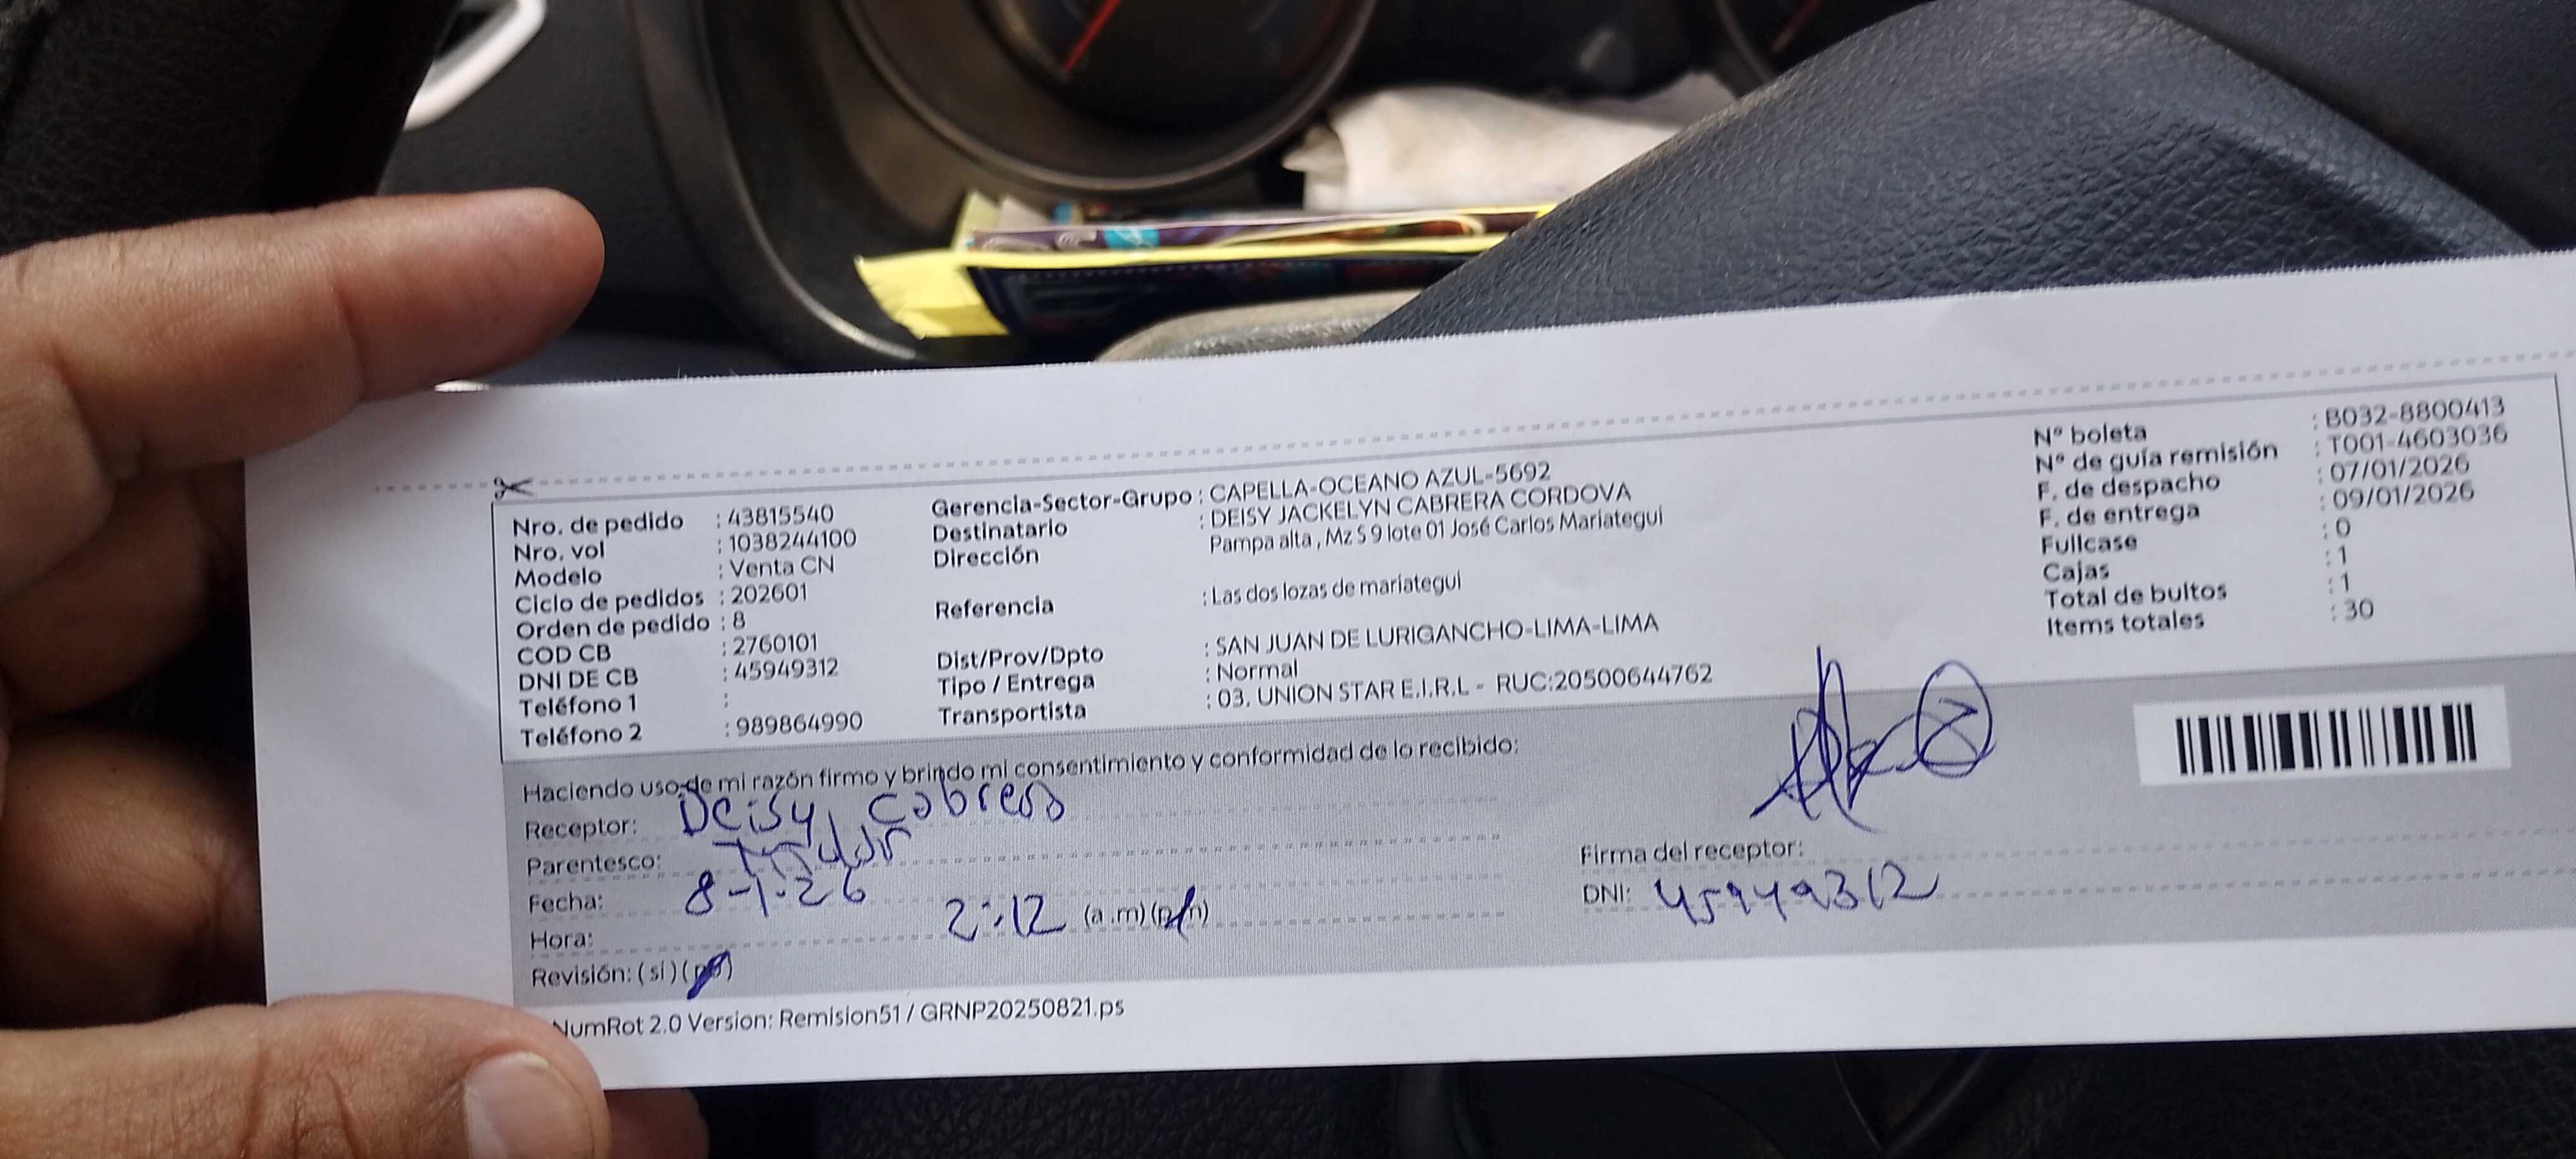 Nro. de pedido : 43815540
Nro. vol : 1038244100
Modelo : Venta CN
Ciclo de pedidos : 202601
Orden de pedido : 8
COD CB : 2760101
DNI DE CB : 45949312
Teléfono 1 :
Teléfono 2 : 989864990
Gerencia-Sector-Grupo : CAPELLA-OCEANO AZUL-5692
Destinatario : DEISY JACKELYN CABRERA CORDOVA
Dirección : Pampa alta , Mz S 9 lote 01 José Carlos Mariategui
Referencia : Las dos lozas de mariategui
Dist/Prov/Dpto : SAN JUAN DE LURIGANCHO-LIMA-LIMA
Tipo / Entrega : Normal
Transportista : 03. UNION STAR E.I.R.L - RUC:20500644762
N° boleta : B032-8800413
N° de guía remisión : T001-4603036
F. de despacho : 07/01/2026
F. de entrega : 09/01/2026
Fullcase : 0
Cajas : 1
Total de bultos : 1
Items totales : 30
Haciendo uso de mi razón firmo y brindo mi consentimiento y conformidad de lo recibido:
Receptor: Deisy Cabrera
Parentesco:
Fecha: 8-1-26
Hora: 2:12 (a .m) (p.m)
Revisión: ( si ) (no)
Firma del receptor:
DNI: 45949312
NumRot 2.0 Version: Remision51 / GRNP20250821.ps